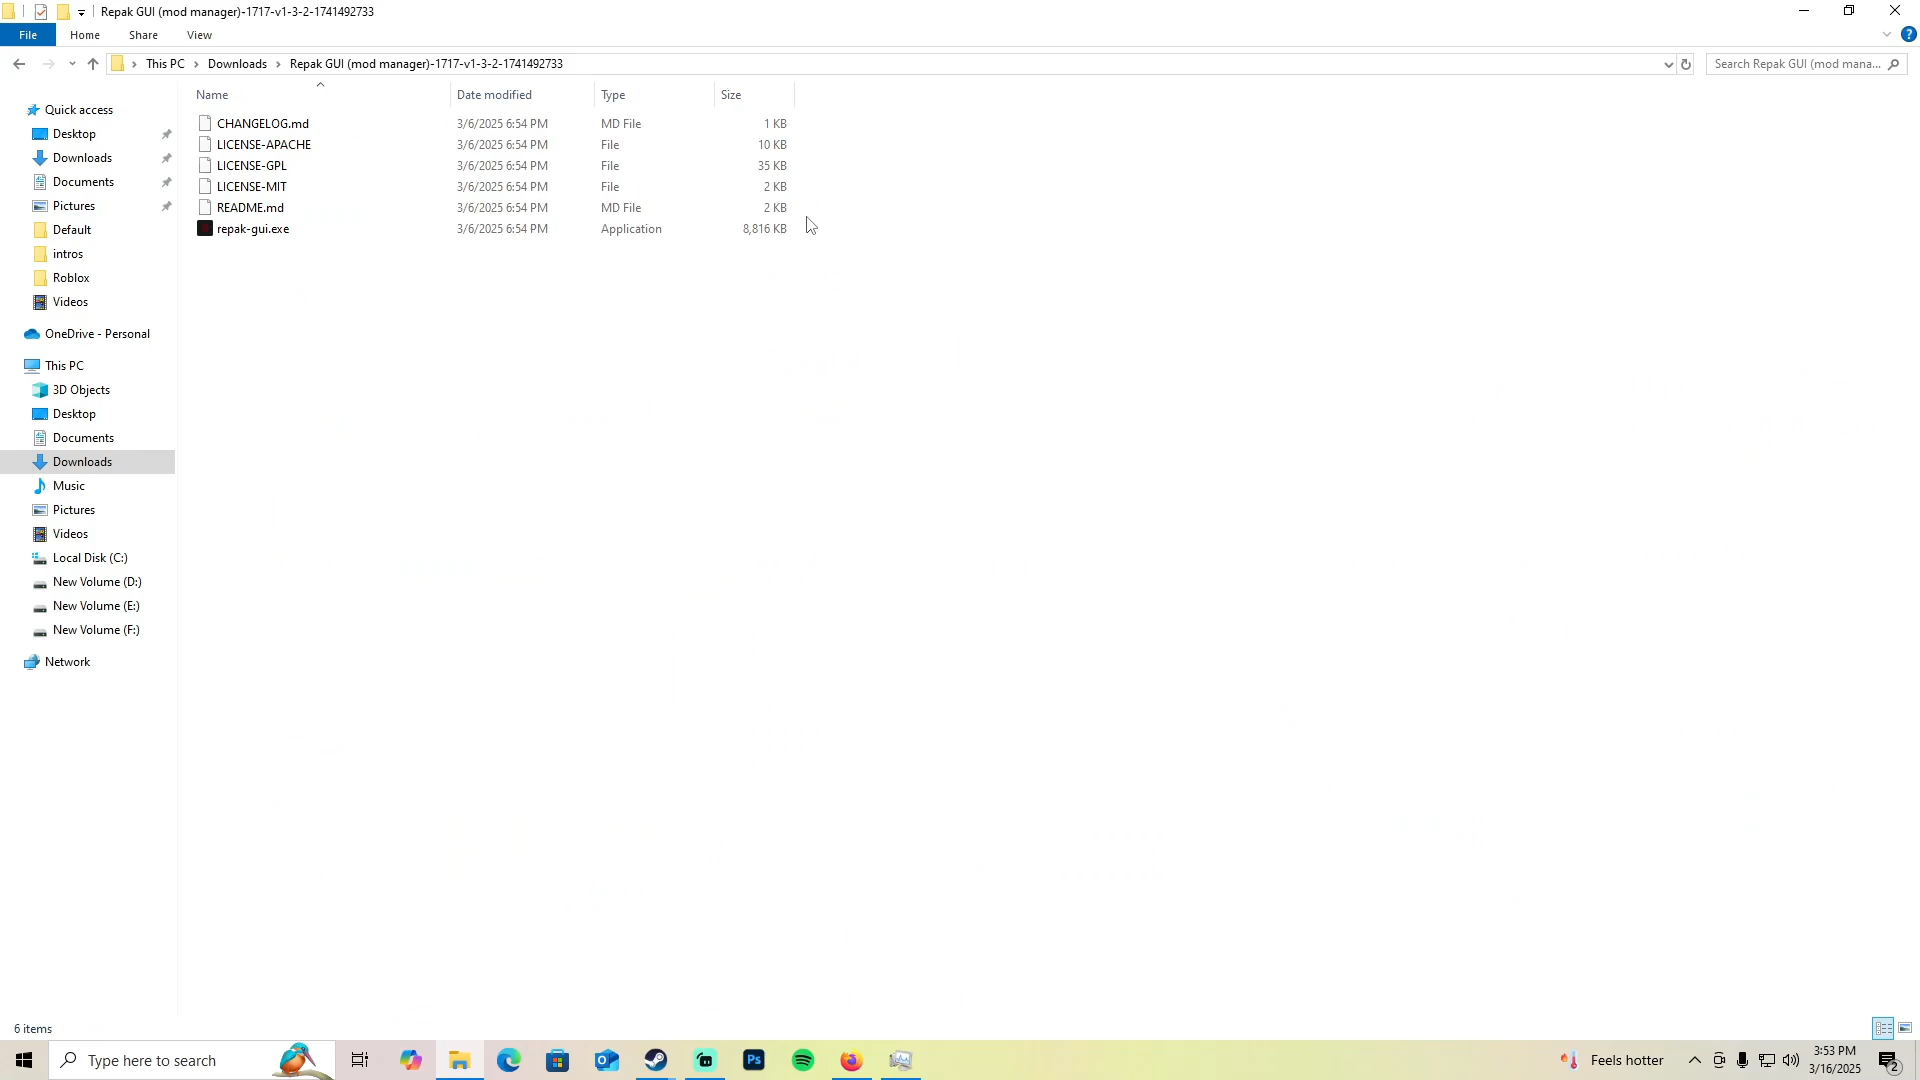 Repak GUI (mod manager)-1717-v1-3-2-1741492733
File Home Share View
This PC Downloads Repak GUI (mod manager)-1717-v1-3-2-1741492733 Search Repak GUI (mod mana...
Name Date modified Type Size
CHANGELOG.md 3/6/2025 6:54 PM MD File 1 KB
LICENSE-APACHE 3/6/2025 6:54 PM File 10 KB
LICENSE-GPL 3/6/2025 6:54 PM File 35 KB
LICENSE-MIT 3/6/2025 6:54 PM File 2 KB
README.md 3/6/2025 6:54 PM MD File 2 KB
repak-gui.exe 3/6/2025 6:54 PM Application 8,816 KB
Quick access
Desktop
Downloads
Documents
Pictures
Default
intros
Roblox
Videos
OneDrive - Personal
This PC
3D Objects
Desktop
Documents
Downloads
Music
Pictures
Videos
Local Disk (C:)
New Volume (D:)
New Volume (E:)
New Volume (F:)
Network
6 items
Type here to search
Ps
Feels hotter
3:53 PM
3/16/2025
2